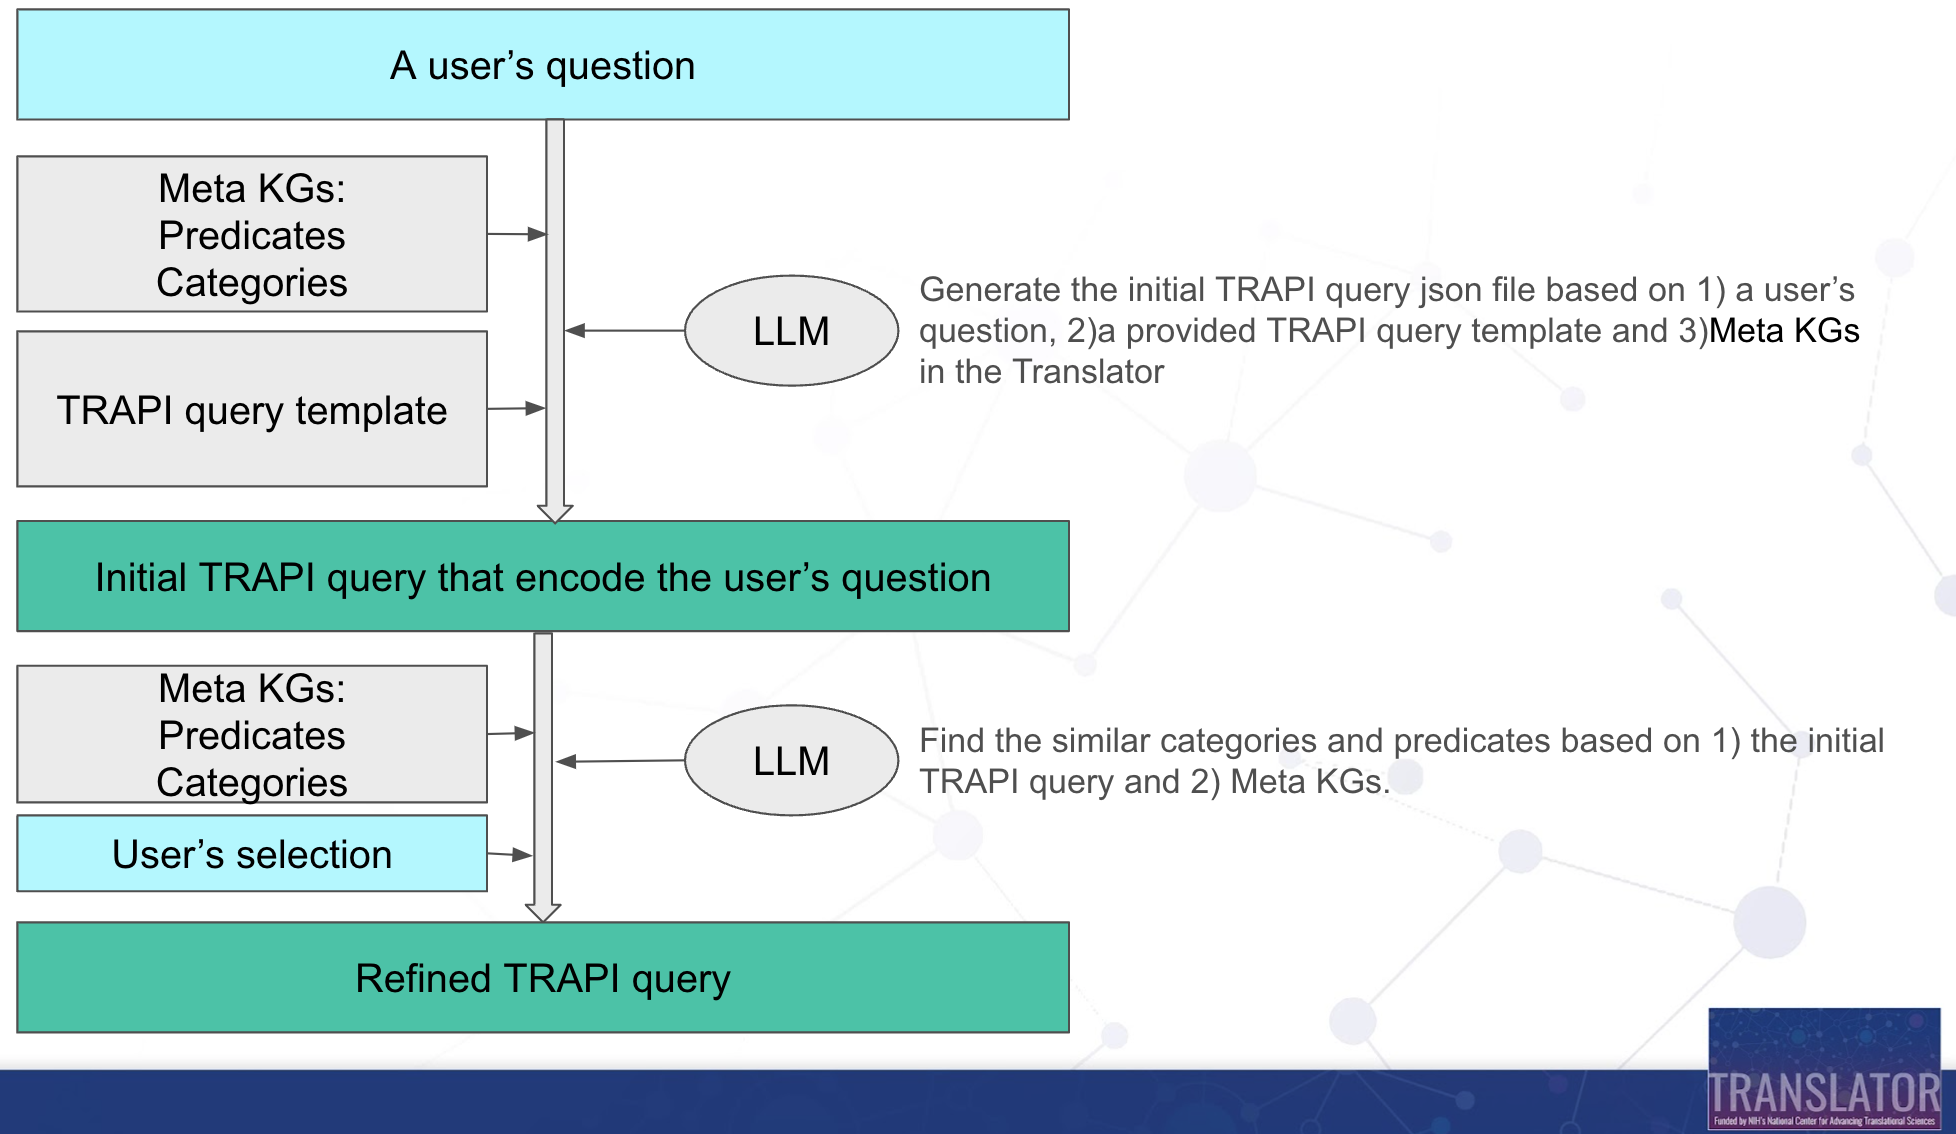 A user’s question
Meta KGs:
Predicates
Categories
TRAPI query template
LLM
Generate the initial TRAPI query json file based on 1) a user’s
question, 2)a provided TRAPI query template and 3)Meta KGs
in the Translator
Initial TRAPI query that encode the user’s question
Meta KGs:
Predicates
Categories
User’s selection
LLM
Find the similar categories and predicates based on 1) the initial
TRAPI query and 2) Meta KGs.
Refined TRAPI query
TRANSLATOR
Funded by NIH's National Center for Advancing Translational Sciences